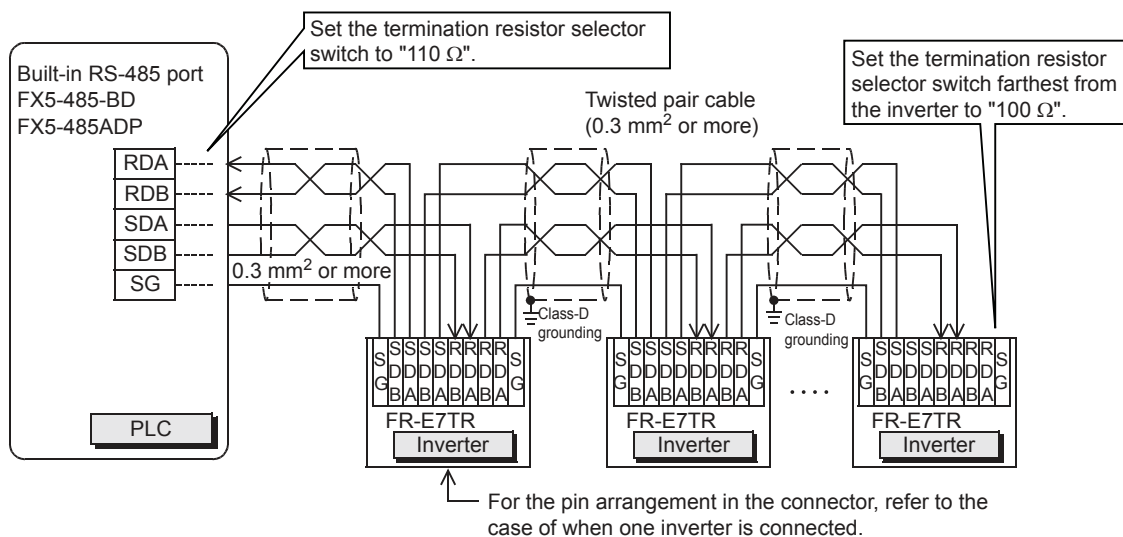 Set the termination resistor selector
switch to "110 Ω".
Set the termination resistor
selector switch farthest from
the inverter to "100 Ω".
Built-in RS-485 port
FX5-485-BD
FX5-485ADP
Twisted pair cable
(0.3 mm² or more)
RDA
RDB
SDA
SDB
SG
0.3 mm² or more
Class-D
grounding
Class-D
grounding
SG SDB SDA SDB SDA RDB RDA RDB RDA SG
SG SDB SDA SDB SDA RDB RDA RDB RDA SG
....
SG SDB SDB SDA SDA RDB RDA RDB RDA SG
FR-E7TR
FR-E7TR
FR-E7TR
PLC
Inverter
Inverter
Inverter
For the pin arrangement in the connector, refer to the
case of when one inverter is connected.